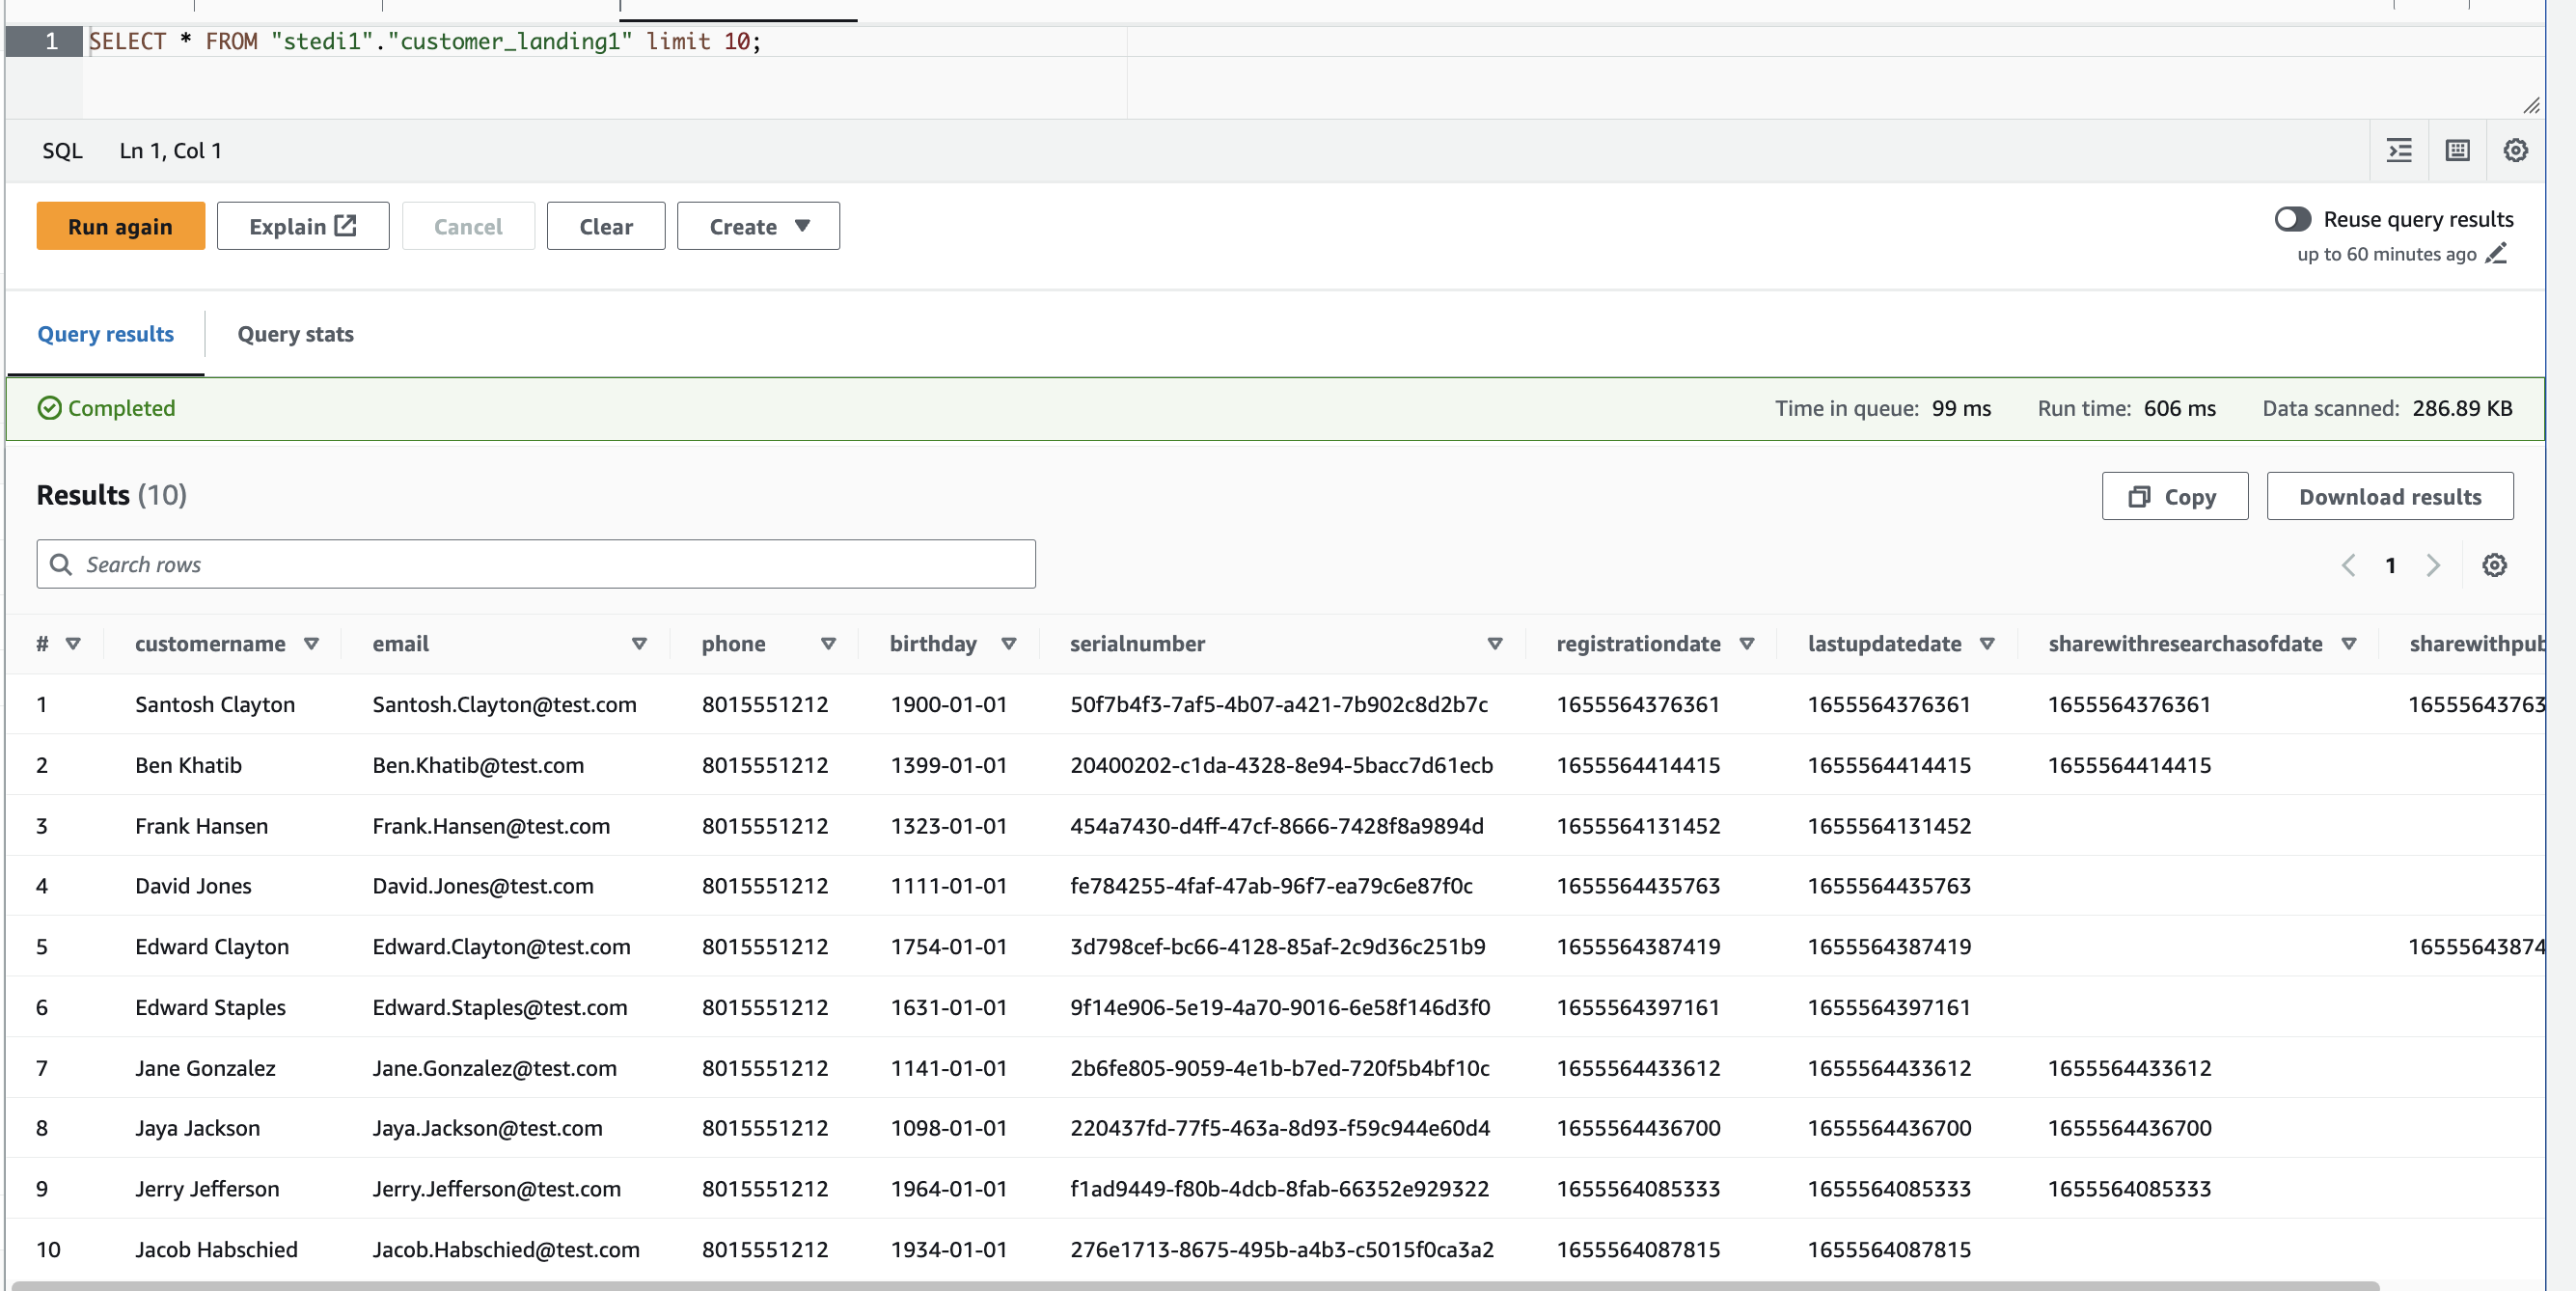 1 SELECT * FROM "stedi1"."customer_landing1" limit 10;
SQL Ln 1, Col 1
Run again Explain Cancel Clear Create Reuse query results
up to 60 minutes ago
Query results Query stats
Completed Time in queue: 99 ms Run time: 606 ms Data scanned: 286.89 KB
Results (10) Copy Download results
Search rows 1
# customername email phone birthday serialnumber registrationdate lastupdatedate sharewithresearchasofdate sharewithpub
1 Santosh Clayton Santosh.Clayton@test.com 8015551212 1900-01-01 50f7b4f3-7af5-4b07-a421-7b902c8d2b7c 1655564376361 1655564376361 1655564376361 16555643763
2 Ben Khatib Ben.Khatib@test.com 8015551212 1399-01-01 20400202-c1da-4328-8e94-5bacc7d61ecb 1655564414415 1655564414415 1655564414415
3 Frank Hansen Frank.Hansen@test.com 8015551212 1323-01-01 454a7430-d4ff-47cf-8666-7428f8a9894d 1655564131452 1655564131452
4 David Jones David.Jones@test.com 8015551212 1111-01-01 fe784255-4faf-47ab-96f7-ea79c6e87f0c 1655564435763 1655564435763
5 Edward Clayton Edward.Clayton@test.com 8015551212 1754-01-01 3d798cef-bc66-4128-85af-2c9d36c251b9 1655564387419 1655564387419 16555643874
6 Edward Staples Edward.Staples@test.com 8015551212 1631-01-01 9f14e906-5e19-4a70-9016-6e58f146d3f0 1655564397161 1655564397161
7 Jane Gonzalez Jane.Gonzalez@test.com 8015551212 1141-01-01 2b6fe805-9059-4e1b-b7ed-720f5b4bf10c 1655564433612 1655564433612 1655564433612
8 Jaya Jackson Jaya.Jackson@test.com 8015551212 1098-01-01 220437fd-77f5-463a-8d93-f59c944e60d4 1655564436700 1655564436700 1655564436700
9 Jerry Jefferson Jerry.Jefferson@test.com 8015551212 1964-01-01 f1ad9449-f80b-4dcb-8fab-66352e929322 1655564085333 1655564085333 1655564085333
10 Jacob Habschied Jacob.Habschied@test.com 8015551212 1934-01-01 276e1713-8675-495b-a4b3-c5015f0ca3a2 1655564087815 1655564087815